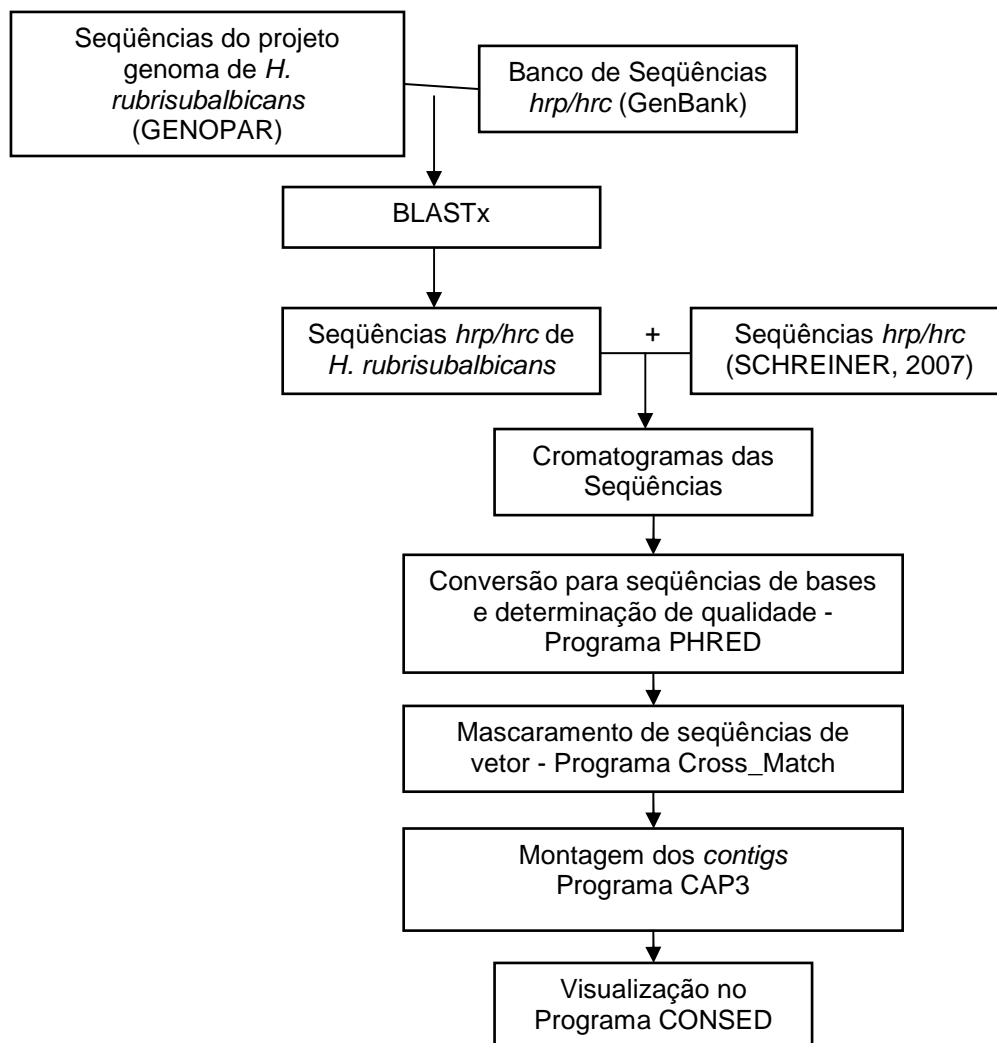 Seqüências do projeto
genoma de H.
rubrisubalbicans
(GENOPAR)
Banco de Seqüências
hrp/hrc (GenBank)
BLASTx
Seqüências hrp/hrc de
H. rubrisubalbicans
+
Seqüências hrp/hrc
(SCHREINER, 2007)
Cromatogramas das
Seqüências
Conversão para seqüências de bases
e determinação de qualidade -
Programa PHRED
Mascaramento de seqüências de
vetor - Programa Cross_Match
Montagem dos contigs
Programa CAP3
Visualização no
Programa CONSED